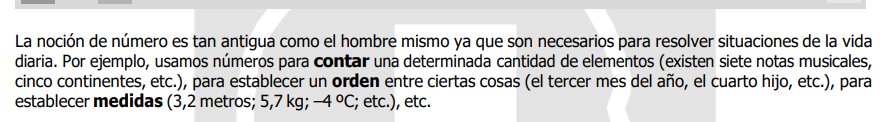 La noción de número es tan antigua como el hombre mismo ya que son necesarios para resolver situaciones de la vida
diaria. Por ejemplo, usamos números para contar una determinada cantidad de elementos (existen siete notas musicales,
cinco continentes, etc.), para establecer un orden entre ciertas cosas (el tercer mes del año, el cuarto hijo, etc.), para
establecer medidas (3,2 metros; 5,7 kg; –4 ºC; etc.), etc.